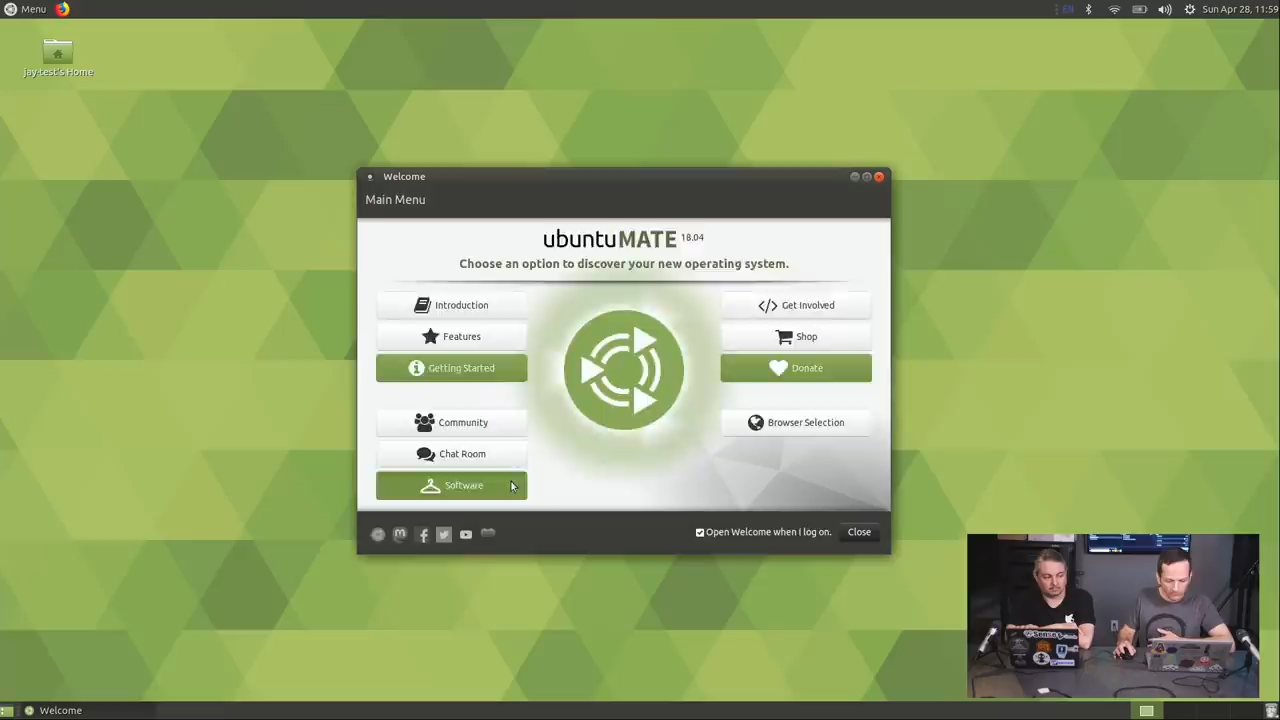 Menu
EN
Sun Apr 28, 11:59
jay-test's Home
Welcome
Main Menu
ubuntuMATE 18.04
Choose an option to discover your new operating system.
Introduction
Get Involved
Features
Shop
Getting Started
Donate
Community
Browser Selection
Chat Room
Software
Open Welcome when I log on.
Close
Welcome